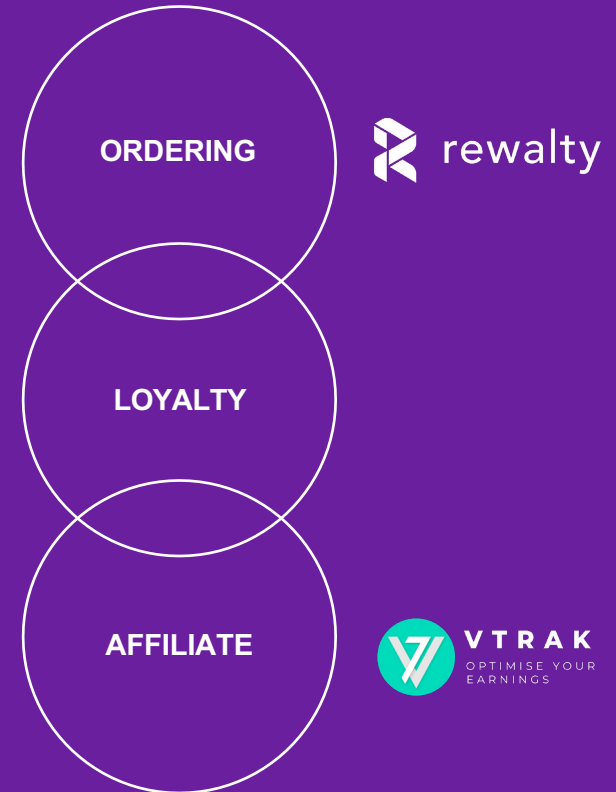 ORDERING
rewalty
LOYALTY
AFFILIATE
VTRAK
OPTIMISE YOUR
EARNINGS